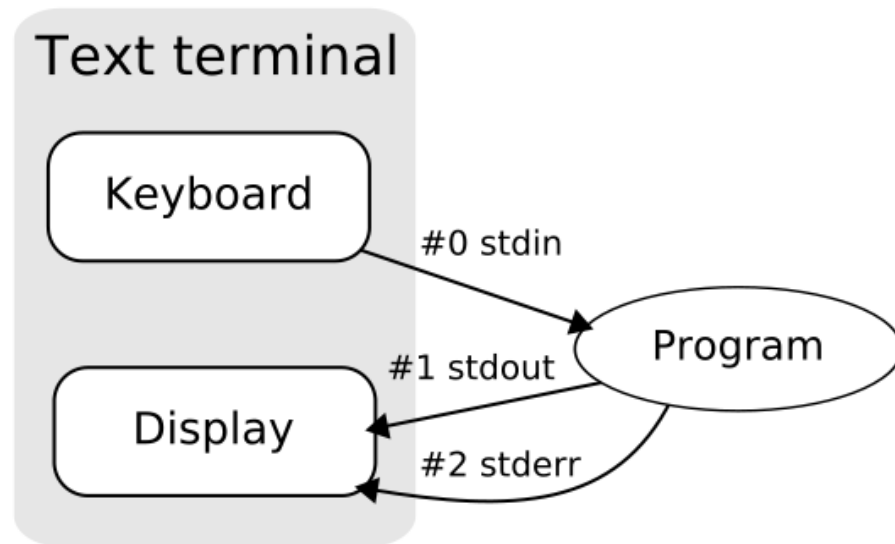 Text terminal
Keyboard
#0 stdin
Program
#1 stdout
Display
#2 stderr